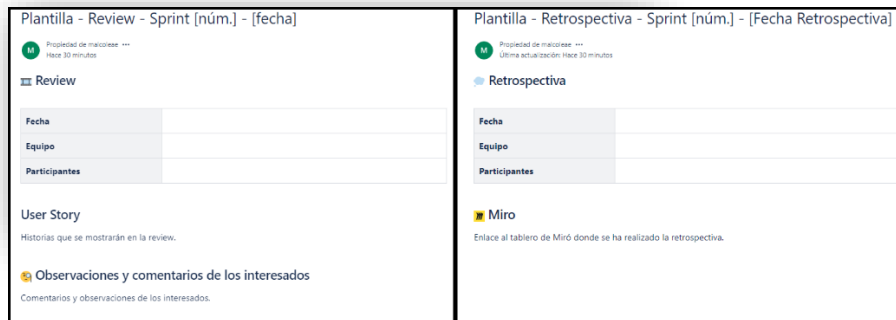 Plantilla - Review - Sprint [núm.] - [fecha]
M
Propiedad de maicoleae •••
Hace 30 minutos
Review
Fecha
Equipo
Participantes
User Story
Historias que se mostrarán en la review.
Observaciones y comentarios de los interesados
Comentarios y observaciones de los interesados.
Plantilla - Retrospectiva - Sprint [núm.] - [Fecha Retrospectiva]
M
Propiedad de maicoleae •••
Última actualización: Hace 30 minutos
Retrospectiva
Fecha
Equipo
Participantes
Miro
Enlace al tablero de Miró donde se ha realizado la retrospectiva.